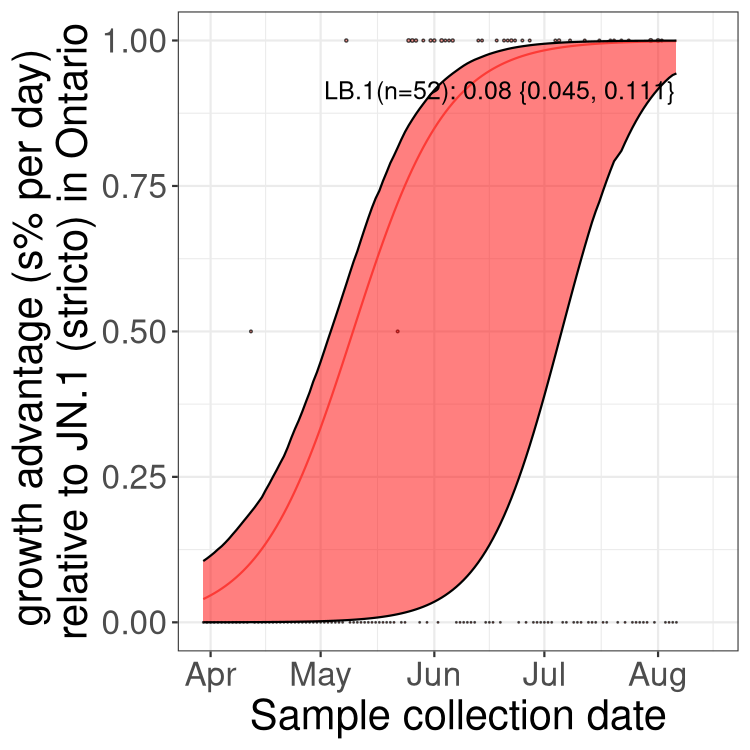 growth advantage (s% per day)
relative to JN.1 (stricto) in Ontario
1.00
0.75
0.50
0.25
0.00
LB.1(n=52): 0.08 {0.045, 0.111}
Apr May Jun Jul Aug
Sample collection date